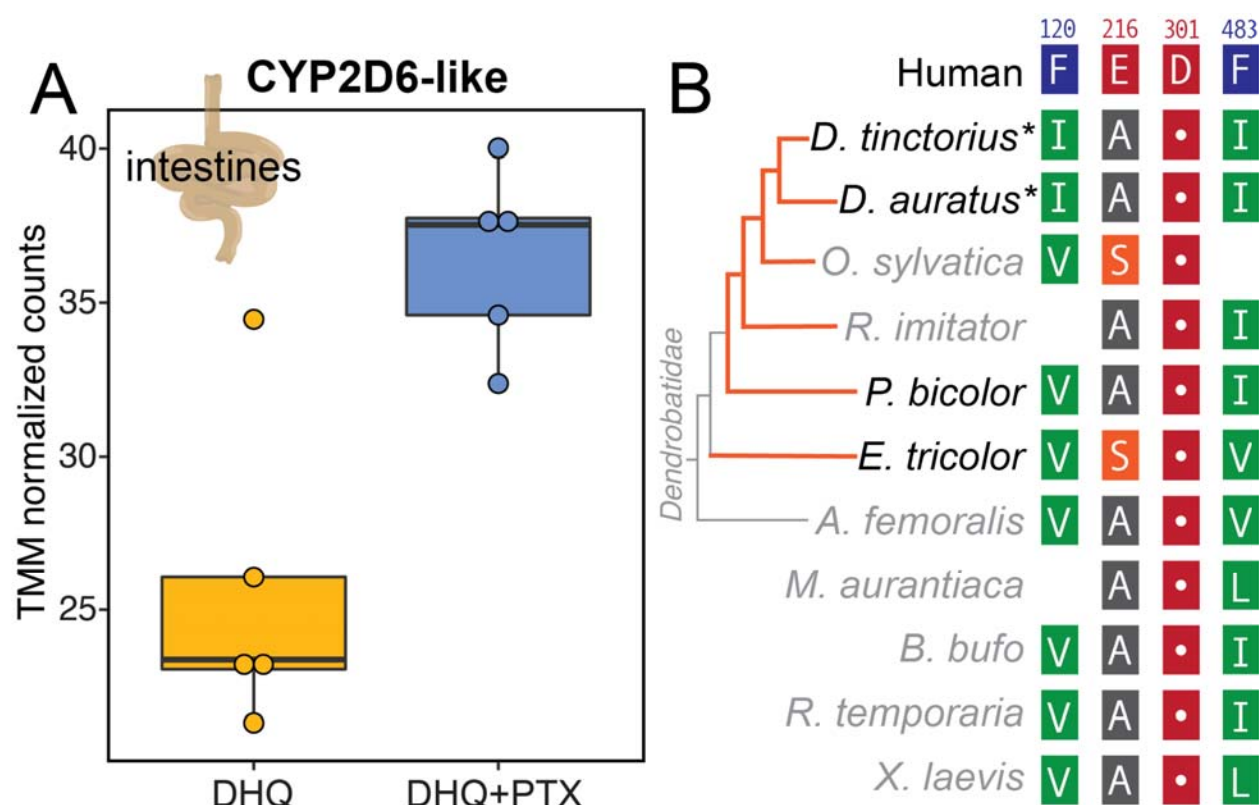 A
CYP2D6-like
intestines
TMM normalized counts
40
35
30
25
DHQ
DHQ+PTX
B
120 216 301 483
Human F E D F
D. tinctorius* I A • I
D. auratus* I A • I
O. sylvatica V S •
R. imitator A • I
P. bicolor V A • I
E. tricolor V S • V
A. femoralis V A • V
M. aurantiaca A • L
B. bufo V A • I
R. temporaria V A • I
X. laevis V A • L
Dendrobatidae